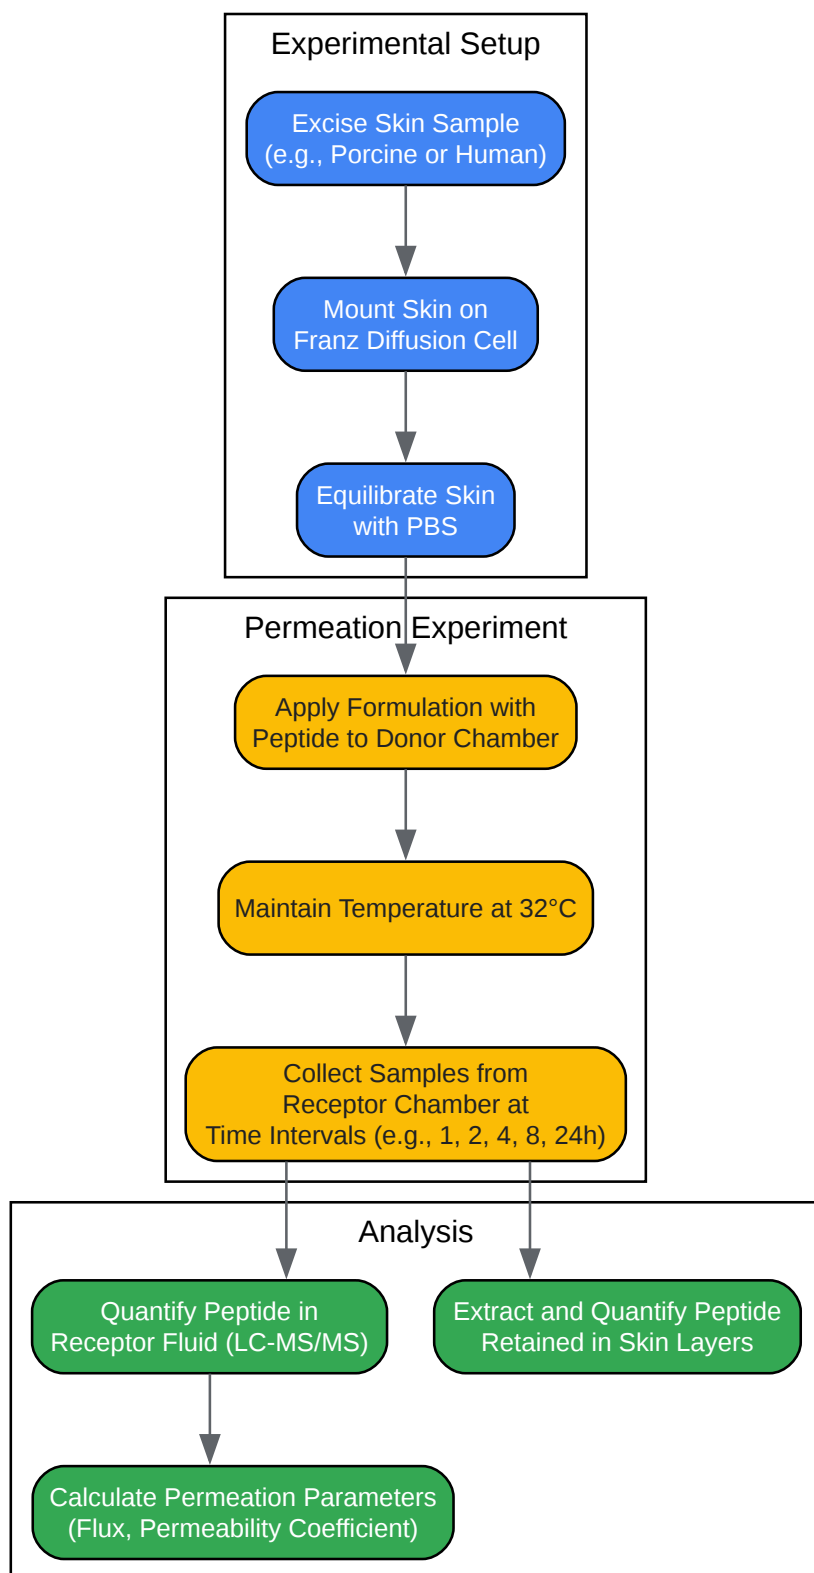 Experimental Setup
Excise Skin Sample
(e.g., Porcine or Human)
Mount Skin on
Franz Diffusion Cell
Equilibrate Skin
with PBS
Permeation Experiment
Apply Formulation with
Peptide to Donor Chamber
Maintain Temperature at 32°C
Collect Samples from
Receptor Chamber at
Time Intervals (e.g., 1, 2, 4, 8, 24h)
Analysis
Quantify Peptide in
Receptor Fluid (LC-MS/MS)
Extract and Quantify Peptide
Retained in Skin Layers
Calculate Permeation Parameters
(Flux, Permeability Coefficient)